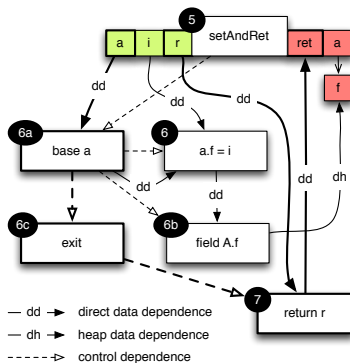 5
a i r setAndRet ret a
f
dd dd dd
6a 6
base a a.f = i
dd dd dd dh
6c 6b
exit field A.f
7
return r
dd direct data dependence
dh heap data dependence
control dependence